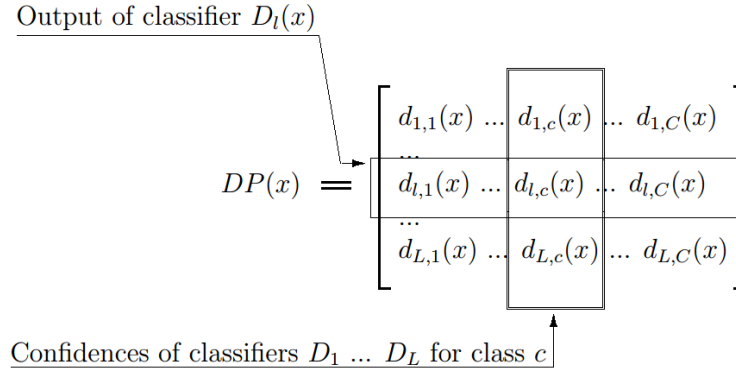 Output of classifier D_l(x)
d_{1,1}(x) ... d_{1,c}(x) ... d_{1,C}(x)
...
DP(x) = d_{l,1}(x) ... d_{l,c}(x) ... d_{l,C}(x)
...
d_{L,1}(x) ... d_{L,c}(x) ... d_{L,C}(x)
Confidences of classifiers D_1 ... D_L for class c